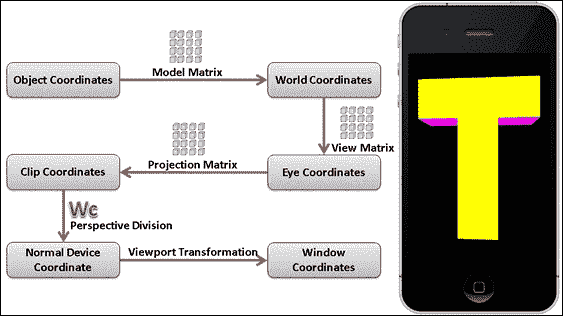 Object Coordinates
Model Matrix
World Coordinates
View Matrix
Clip Coordinates
Projection Matrix
Eye Coordinates
Wc
Perspective Division
Normal Device
Coordinate
Viewport Transformation
Window
Coordinates
T